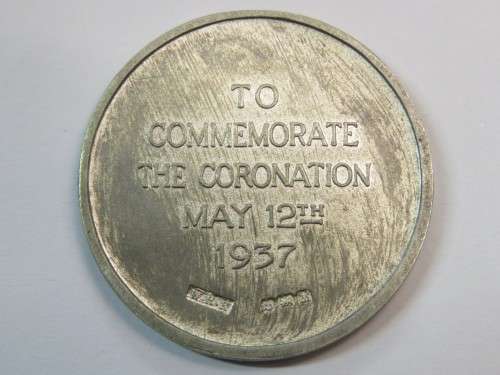 TO
COMMEMORATE
THE CORONATION
MAY 12TH
1937